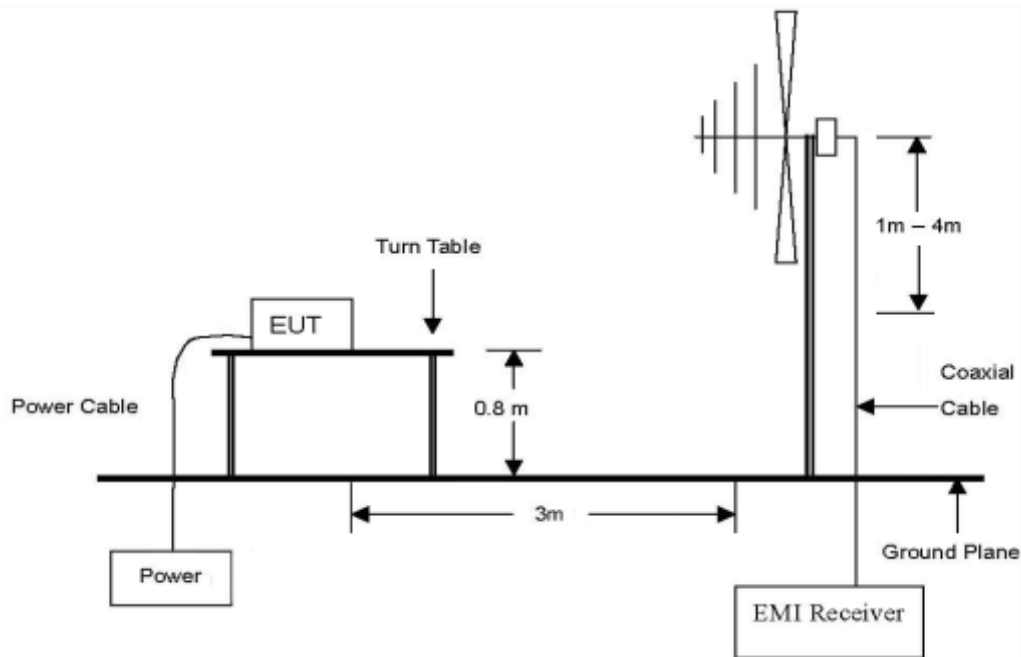 1m – 4m
Turn Table
EUT
Coaxial
Cable
Power Cable
0.8 m
3m
Ground Plane
Power
EMI Receiver